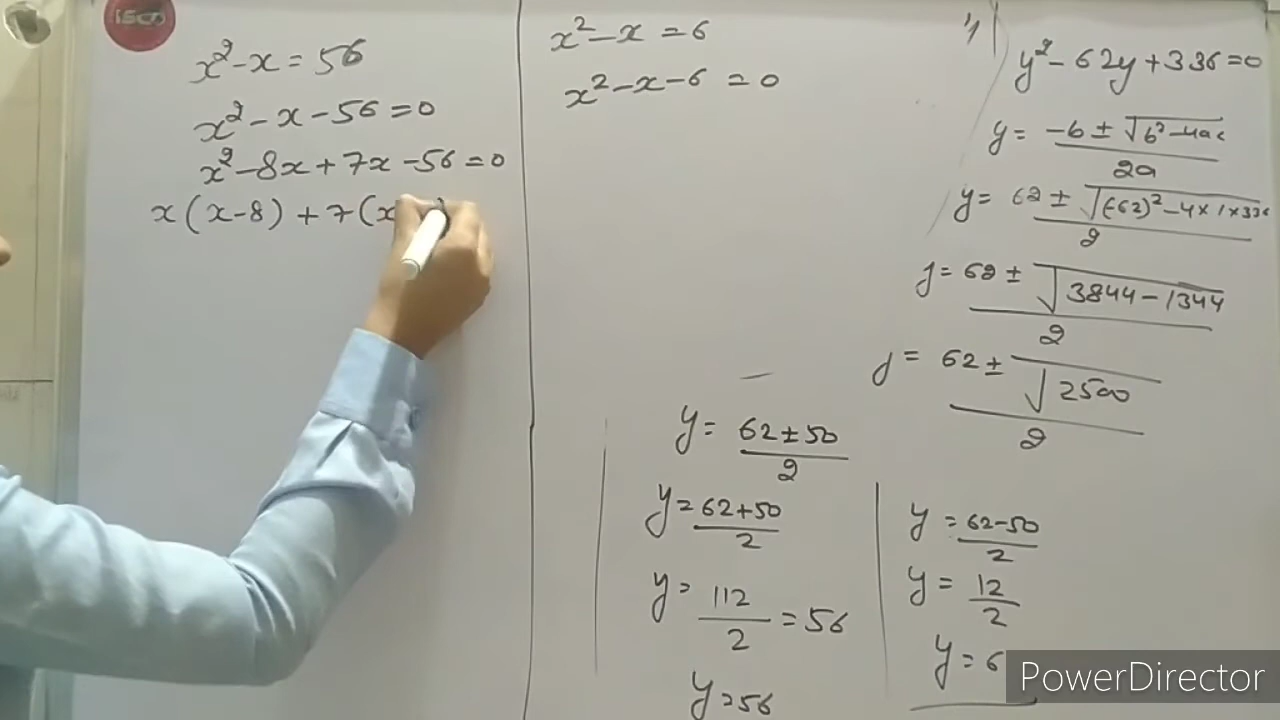 isca
x² - x = 56
x² - x - 56 = 0
x² - 8x + 7x - 56 = 0
x(x-8) + 7(x
x² - x = 6
x² - x - 6 = 0
y² - 62y + 336 = 0
y = -b ± √b² - 4ac / 2a
y = 62 ± √(-62)² - 4 × 1 × 336 / 2
y = 62 ± √3844 - 1344 / 2
y = 62 ± √2500 / 2
y = 62 ± 50 / 2
y = 62 + 50 / 2
y = 112 / 2 = 56
y = 56
y = 62 - 50 / 2
y = 12 / 2
y = 6
PowerDirector